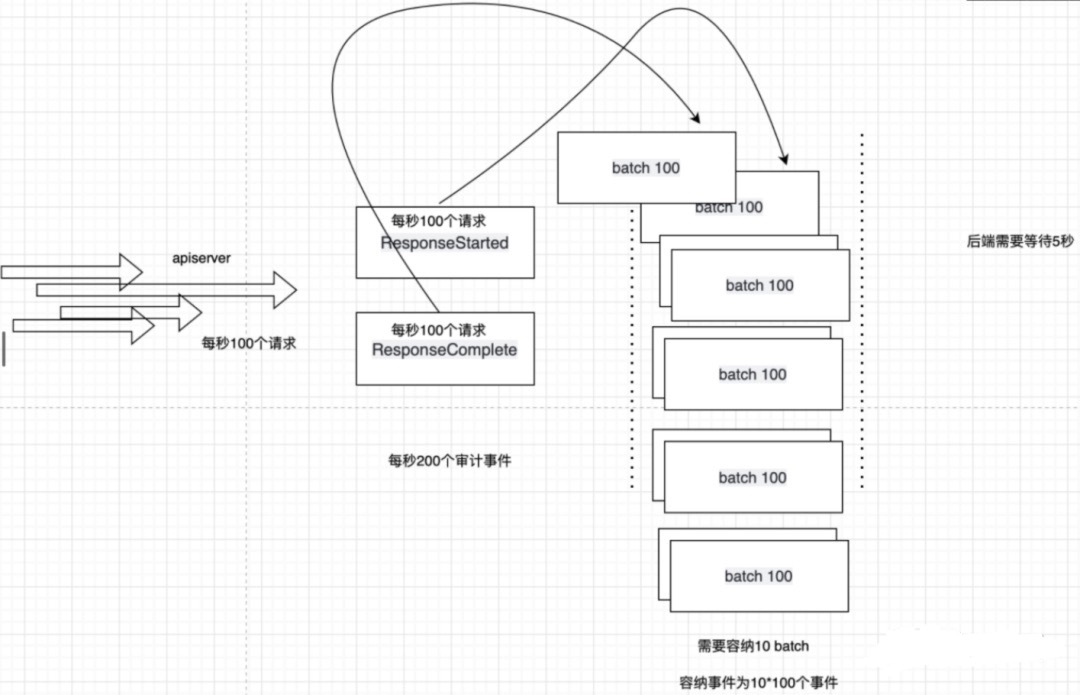 batch 100
batch 100
每秒100个请求
ResponseStarted
后端需要等待5秒
apiserver
batch 100
每秒100个请求
每秒100个请求
ResponseComplete
batch 100
每秒200个审计事件
batch 100
batch 100
需要容纳10 batch
容纳事件为10*100个事件